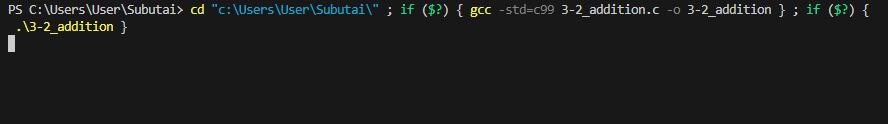 PS C:\Users\User\Subutai> cd "c:\Users\User\Subutai\" ; if ($?) { gcc -std=c99 3-2_addition.c -o 3-2_addition } ; if ($?) {
.\3-2_addition }